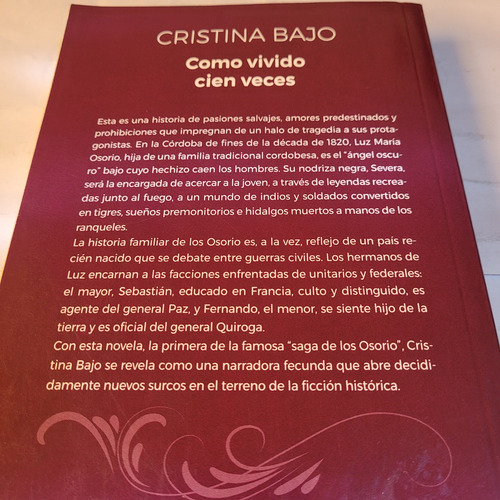 CRISTINA BAJO
Como vivido
cien veces
Esta es una historia de pasiones salvajes, amores predestinados y
prohibiciones que impregnan de un halo de tragedia a sus prota-
gonistas. En la Córdoba de fines de la década de 1820, Luz María
Osorio, hija de una familia tradicional cordobesa, es el "ángel oscu-
ro" bajo cuyo hechizo caen los hombres. Su nodriza negra, Severa,
será la encargada de acercar a la joven, a través de leyendas recrea-
das junto al fuego, a un mundo de indios y soldados convertidos
en tigres, sueños premonitorios e hidalgos muertos a manos de los
ranqueles.
La historia familiar de los Osorio es, a la vez, reflejo de un país re-
cién nacido que se debate entre guerras civiles. Los hermanos de
Luz encarnan a las facciones enfrentadas de unitarios y federales:
el mayor, Sebastián, educado en Francia, culto y distinguido, es
agente del general Paz, y Fernando, el menor, se siente hijo de la
tierra y es oficial del general Quiroga.
Con esta novela, la primera de la famosa "saga de los Osorio", Cris-
tina Bajo se revela como una narradora fecunda que abre decidi-
damente nuevos surcos en el terreno de la ficción histórica.